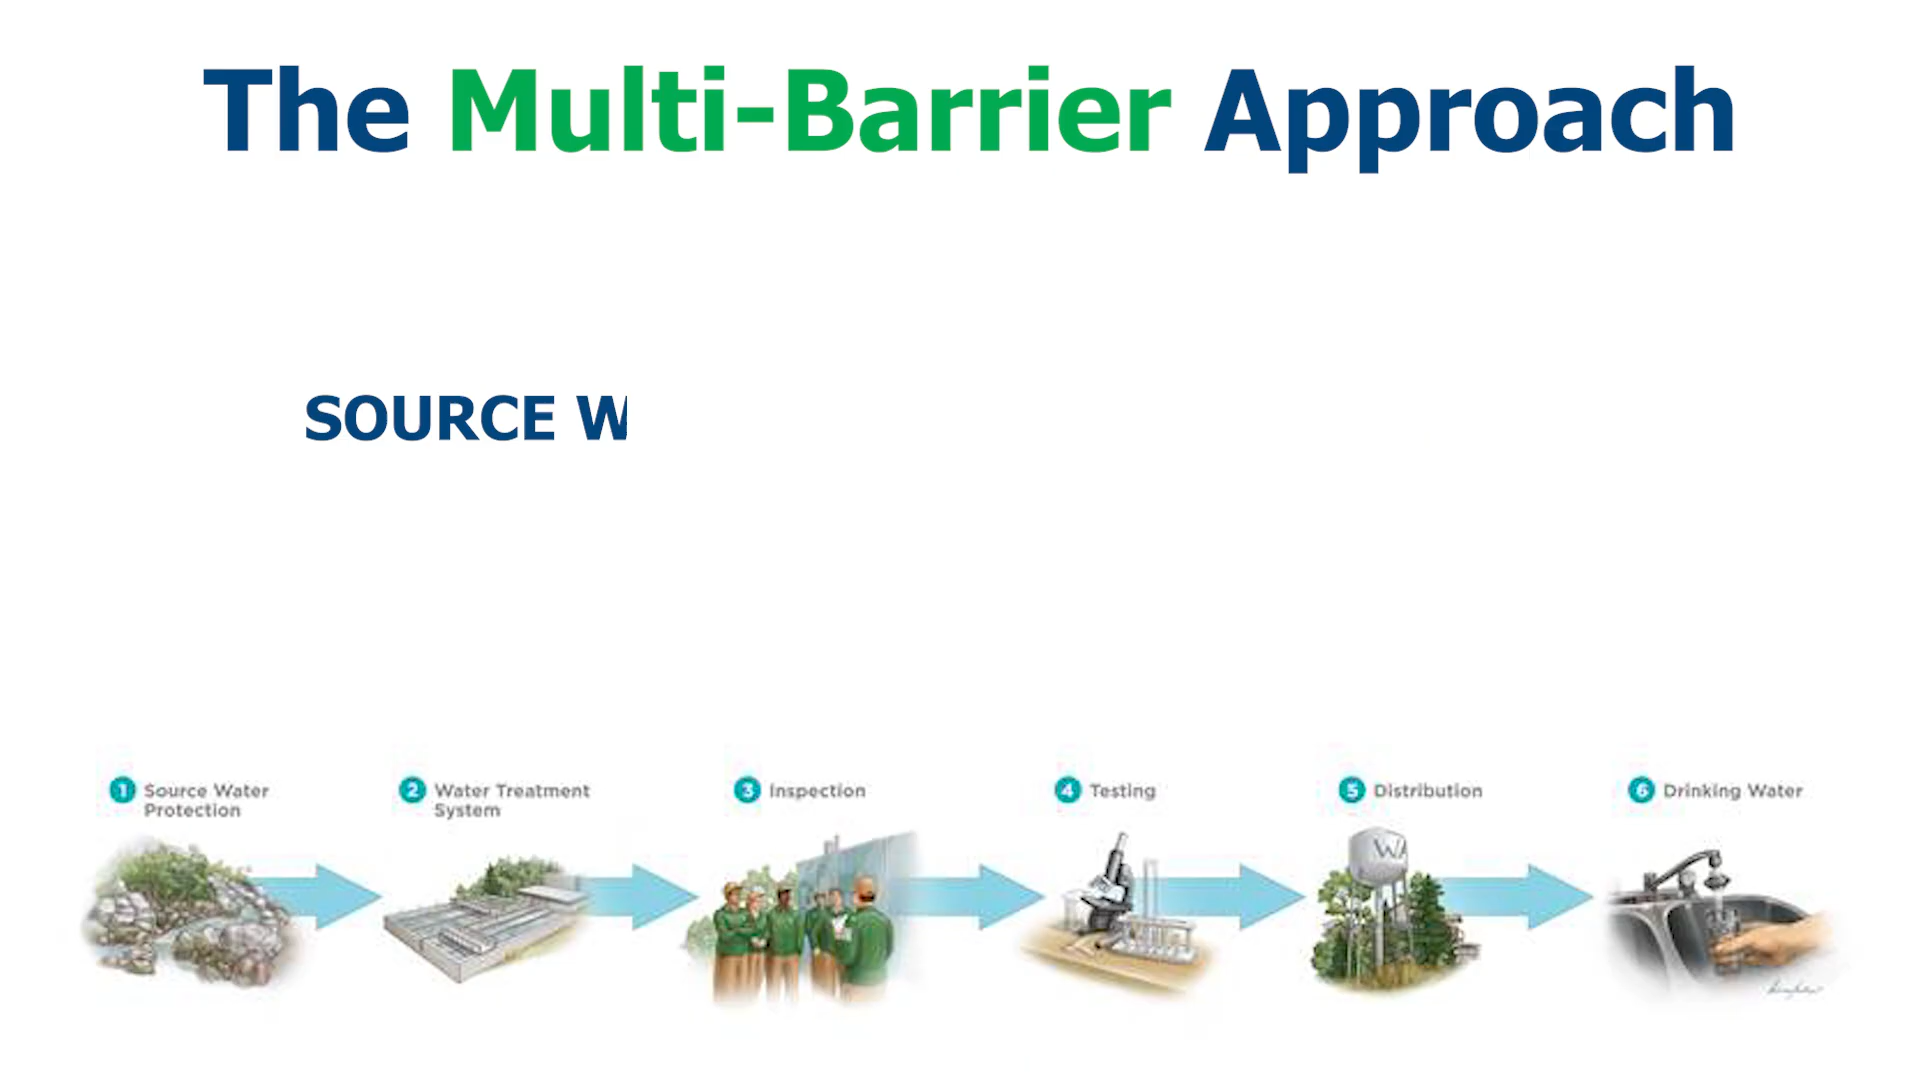 The Multi-Barrier Approach
SOURCE W
1 Source Water
Protection
2 Water Treatment
System
3 Inspection
4 Testing
5 Distribution
6 Drinking Water
WA